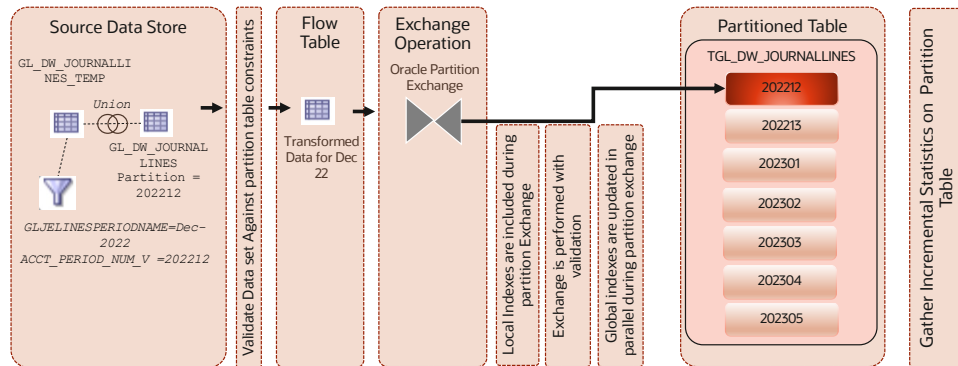 Source Data Store
GL_DW_JOURNALLI
NES_TEMP
Union
GL_DW_JOURNAL
LINES
Partition =
202212
GLJELINESPERIODNAME=Dec-
2022
ACCT_PERIOD_NUM_V =202212
Validate Data set Against partition table constraints
Flow
Table
Transformed
Data for Dec
22
Exchange
Operation
Oracle Partition
Exchange
Local Indexes are included during
partition Exchange
Exchange is performed with
validation
Global indexes are updated in
parallel during partition exchange
Partitioned Table
TGL_DW_JOURNALLINES
202212
202213
202301
202302
202303
202304
202305
Gather Incremental Statistics on Partition
Table